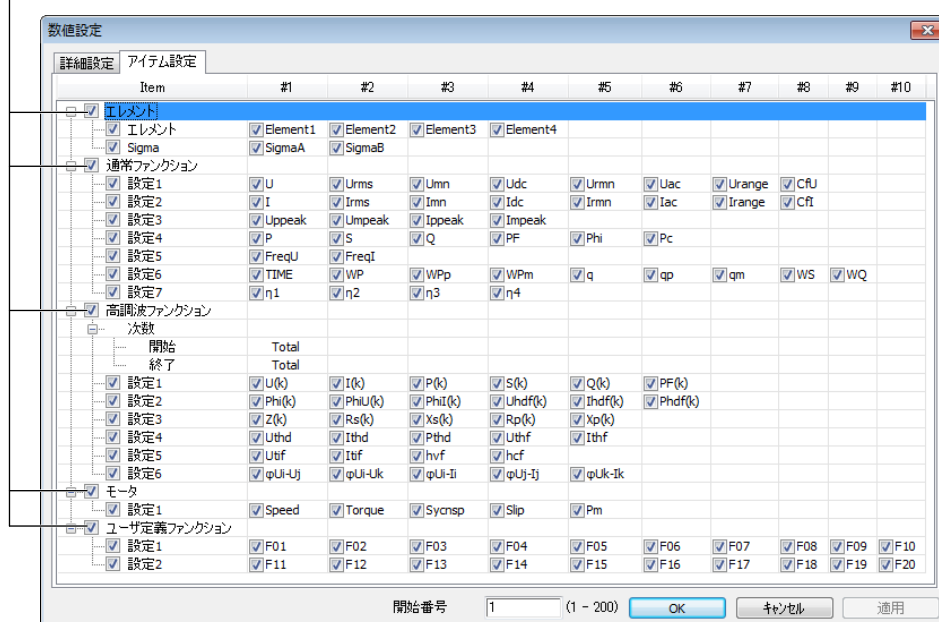 数値設定
詳細設定 アイテム設定
Item #1 #2 #3 #4 #5 #6 #7 #8 #9 #10
エレメント
エレメント Element1 Element2 Element3 Element4
Sigma SigmaA SigmaB
通常ファンクション
設定1 U Urms Umn Udc Urmn Uac Urange CfU
設定2 I Irms Imn Idc Irmn Iac Irange CfI
設定3 Uppeak Umpeak Ippeak Impeak
設定4 P S Q PF Phi Pc
設定5 FreqU FreqI
設定6 TIME WP WPp WPm q qp qm WS WQ
設定7 η1 η2 η3 η4
高調波ファンクション
次数
開始 Total
終了 Total
設定1 U(k) I(k) P(k) S(k) Q(k) PF(k)
設定2 Phi(k) PhiU(k) PhiI(k) Uhdf(k) Ihdf(k) Phdf(k)
設定3 Z(k) Rs(k) Xs(k) Rp(k) Xp(k)
設定4 Uthd Ithd Pthd Uthf Ithf
設定5 Utif Itif hvf hcf
設定6 φUi-Uj φUi-Uk φUi-Ii φUj-Ij φUk-Ik
モータ
設定1 Speed Torque Sycnsp Slip Pm
ユーザ定義ファンクション
設定1 F01 F02 F03 F04 F05 F06 F07 F08 F09 F10
設定2 F11 F12 F13 F14 F15 F16 F17 F18 F19 F20
開始番号 1 (1 - 200) OK キャンセル 適用